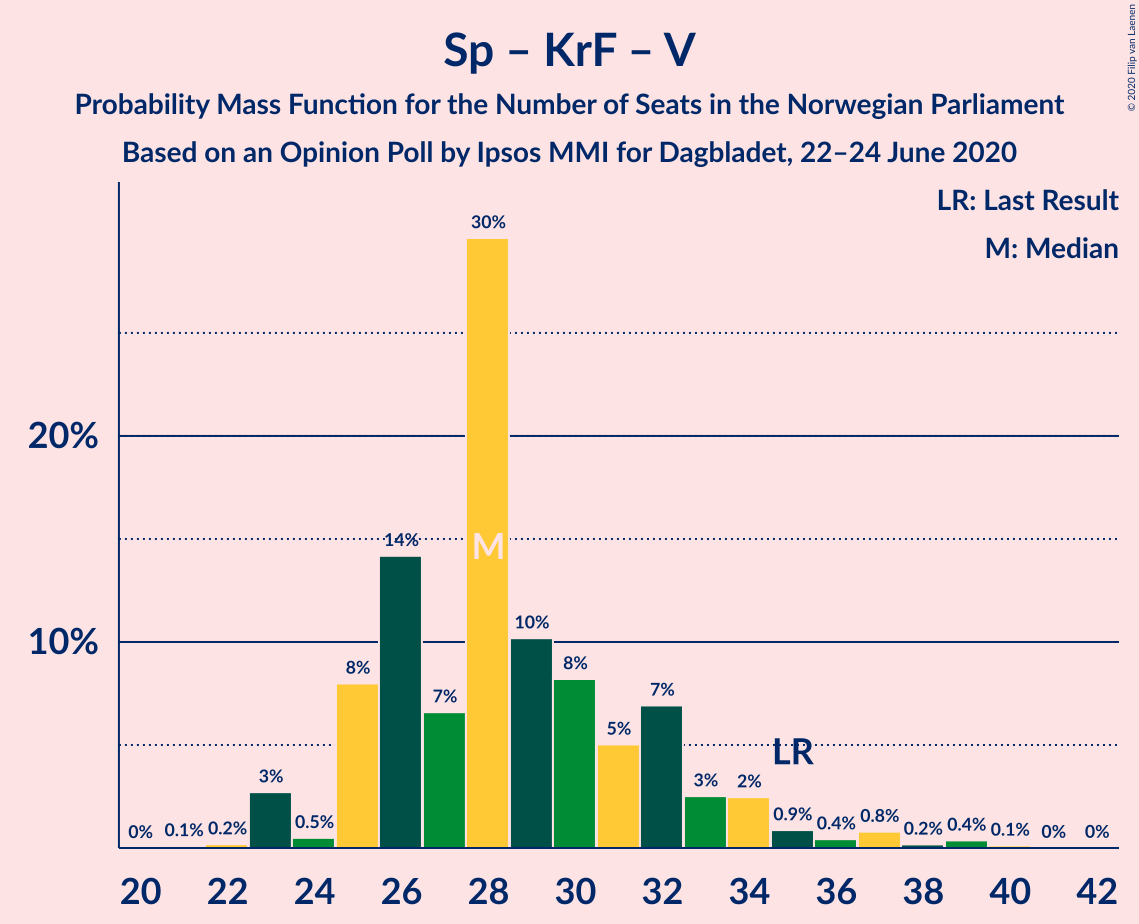 Sp – KrF – V
Probability Mass Function for the Number of Seats in the Norwegian Parliament
Based on an Opinion Poll by Ipsos MMI for Dagbladet, 22–24 June 2020
© 2020 Filip van Laenen
LR: Last Result
M: Median
20%
10%
0%
0.1%
0.2%
3%
0.5%
8%
14%
7%
30%
M
10%
8%
5%
7%
3%
2%
LR
0.9%
0.4%
0.8%
0.2%
0.4%
0.1%
0%
0%
20 22 24 26 28 30 32 34 36 38 40 42